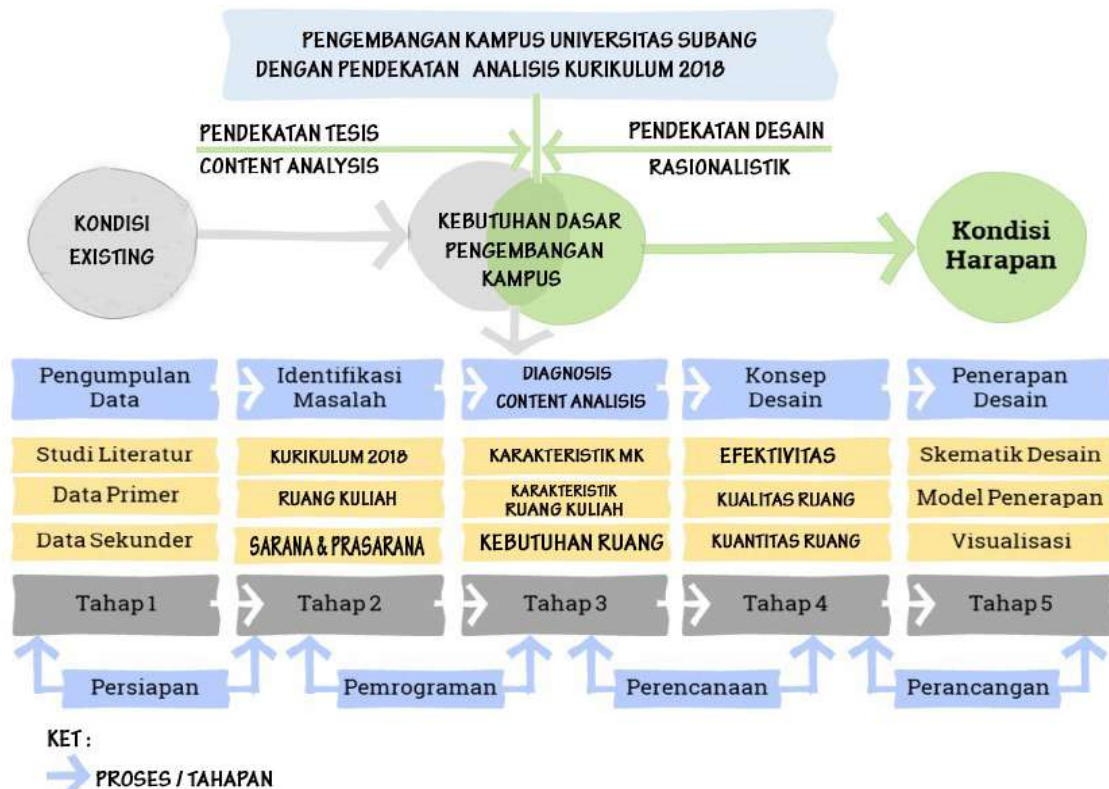 PENGEMBANGAN KAMPUS UNIVERSITAS SUBANG
DENGAN PENDEKATAN ANALISIS KURIKULUM 2018
PENDEKATAN TESIS
CONTENT ANALYSIS
PENDEKATAN DESAIN
RASIONALISTIK
KONDISI
EXISTING
KEBUTUHAN DASAR
PENGEMBANGAN
KAMPUS
Kondisi
Harapan
Pengumpulan
Data
Identifikasi
Masalah
DIAGNOSIS
CONTENT ANALISIS
Konsep
Desain
Penerapan
Desain
Studi Literatur
KURIKULUM 2018
KARAKTERISTIK MK
EFEKTIVITAS
Skematik Desain
Data Primer
RUANG KULIAH
KARAKTERISTIK
RUANG KULIAH
KUALITAS RUANG
Model Penerapan
Data Sekunder
SARANA & PRASARANA
KEBUTUHAN RUANG
KUANTITAS RUANG
Visualisasi
Tahap 1
Tahap 2
Tahap 3
Tahap 4
Tahap 5
Persiapan
Pemrograman
Perencanaan
Perancangan
KET :
PROSES / TAHAPAN